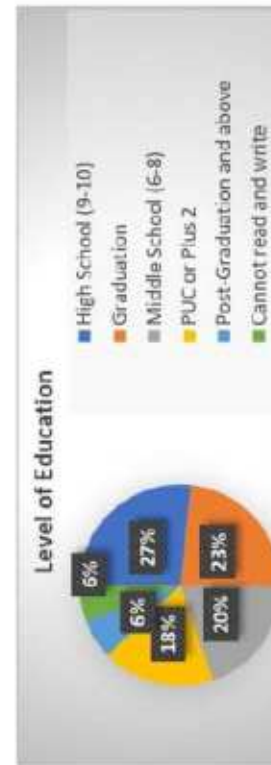 Level of Education
6%
27%
6%
18%
23%
20%
High School (9-10)
Graduation
Middle School (6-8)
PUC or Plus 2
Post-Graduation and above
Cannot read and write